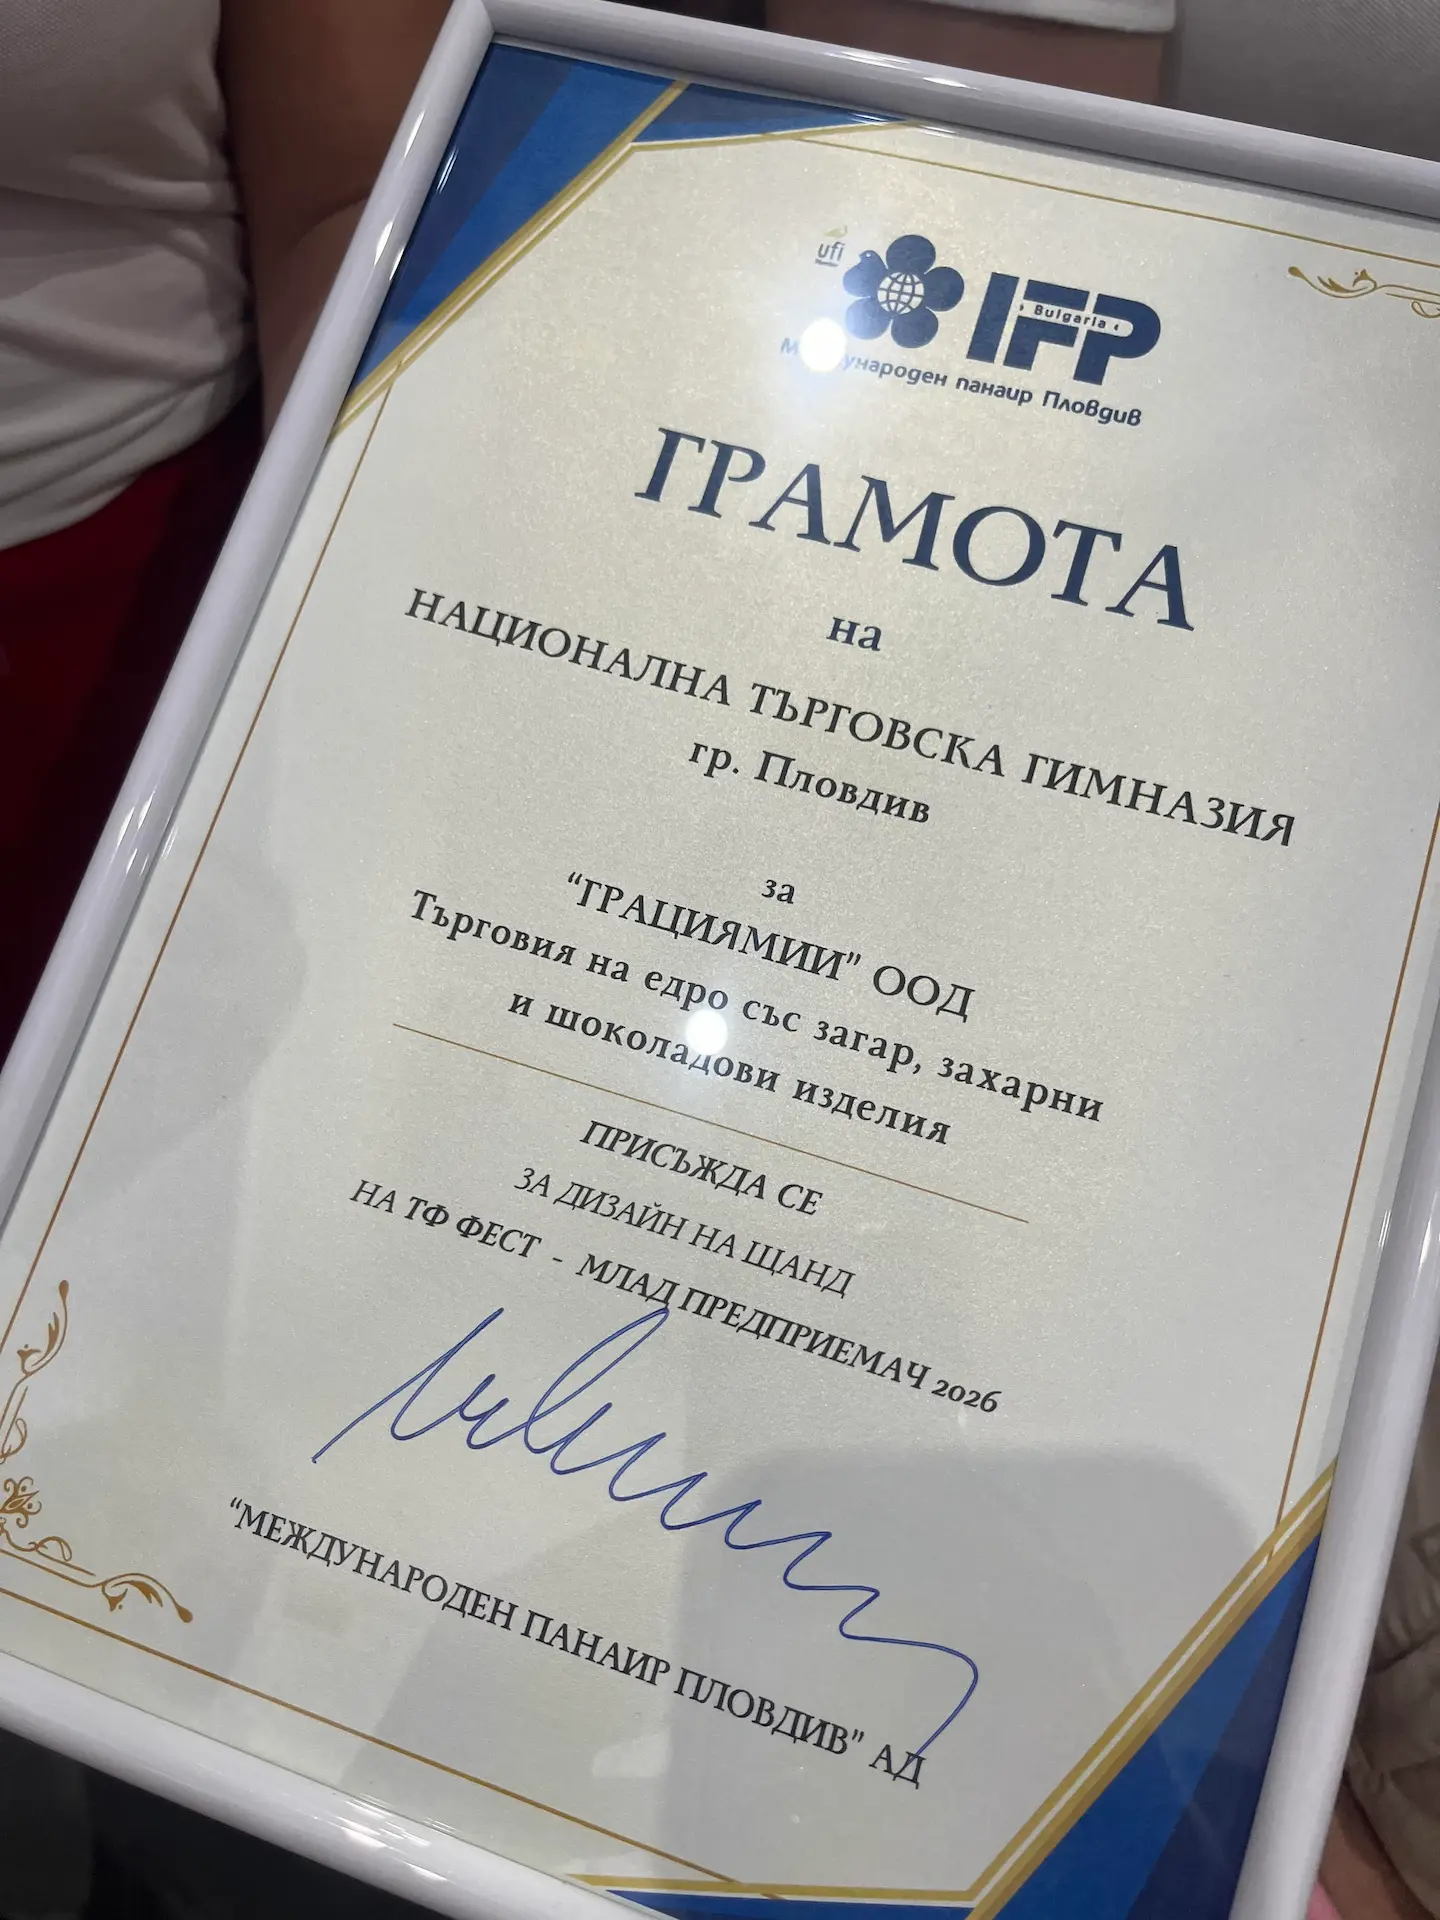 ufi
IFP
Bulgaria
Международен панаир Пловдив
ГРАМОТА
на
НАЦИОНАЛНА ТЪРГОВСКА ГИМНАЗИЯ
гр. Пловдив
за
“ГРАЦИЯМИИ” ООД
Търговия на едро със загар, захарни
и шоколадови изделия
ПРИСЪЖДА СЕ
ЗА ДИЗАЙН НА ЩАНД
НА ТФ ФЕСТ - МЛАД ПРЕДПРИЕМАЧ 2026
“МЕЖДУНАРОДЕН ПАНАИР ПЛОВДИВ” АД